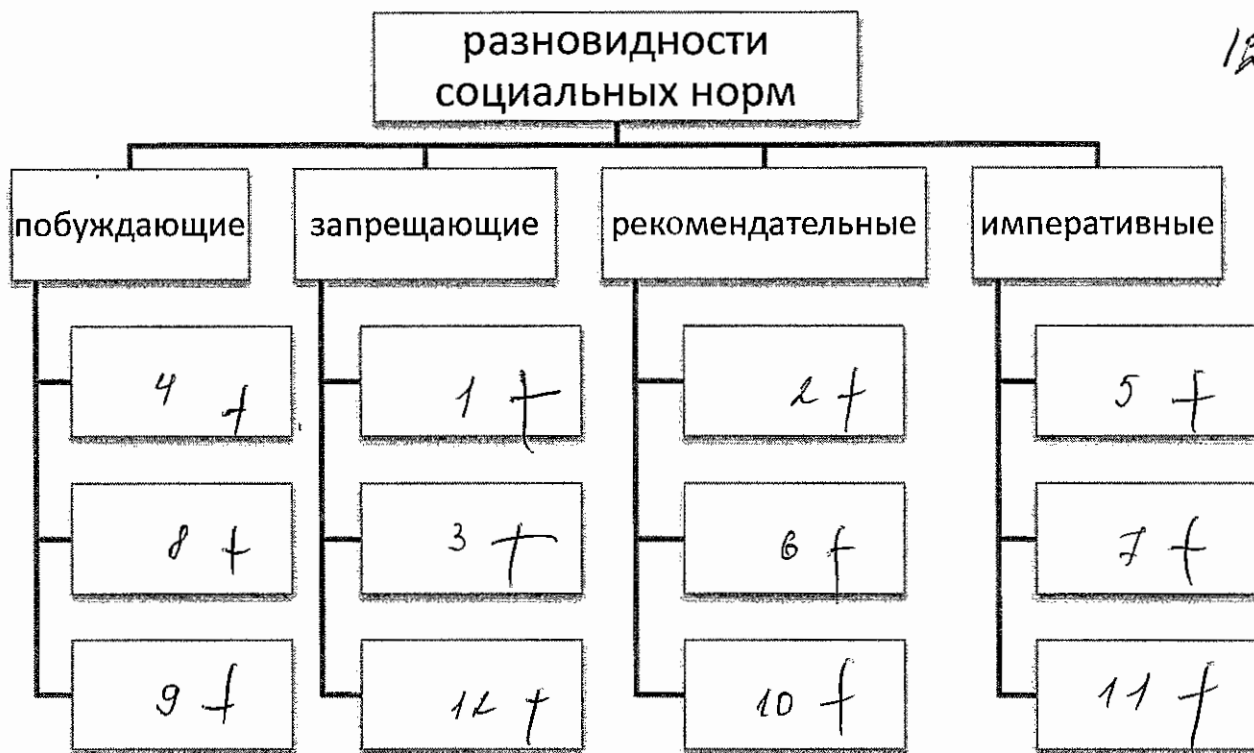 разновидности
социальных норм
12
побуждающие запрещающие рекомендательные императивные
4 + 1 + 2 + 5 +
8 + 3 + 6 + 7 +
9 + 12 + 10 + 11 +